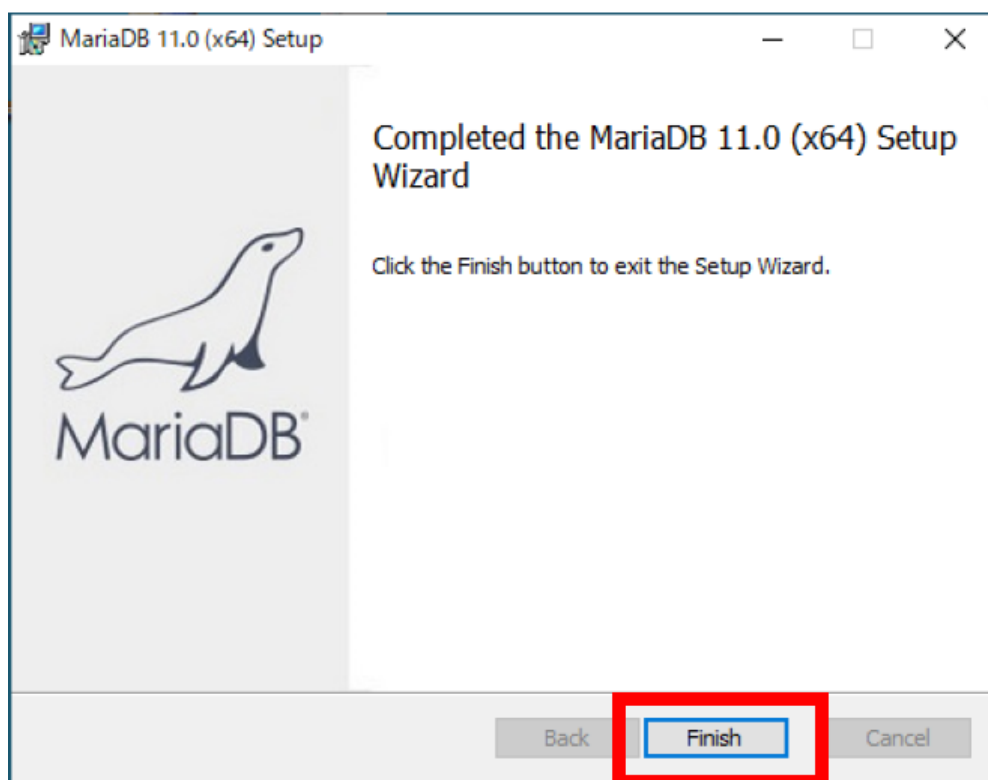 MariaDB 11.0 (x64) Setup
Completed the MariaDB 11.0 (x64) Setup
Wizard
Click the Finish button to exit the Setup Wizard.
MariaDB®
Back
Finish
Cancel